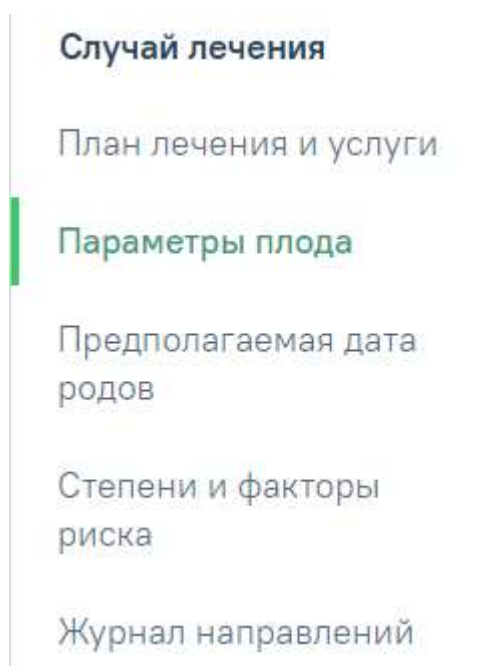 Случай лечения
План лечения и услуги
Параметры плода
Предполагаемая дата
родов
Степени и факторы
риска
Журнал направлений